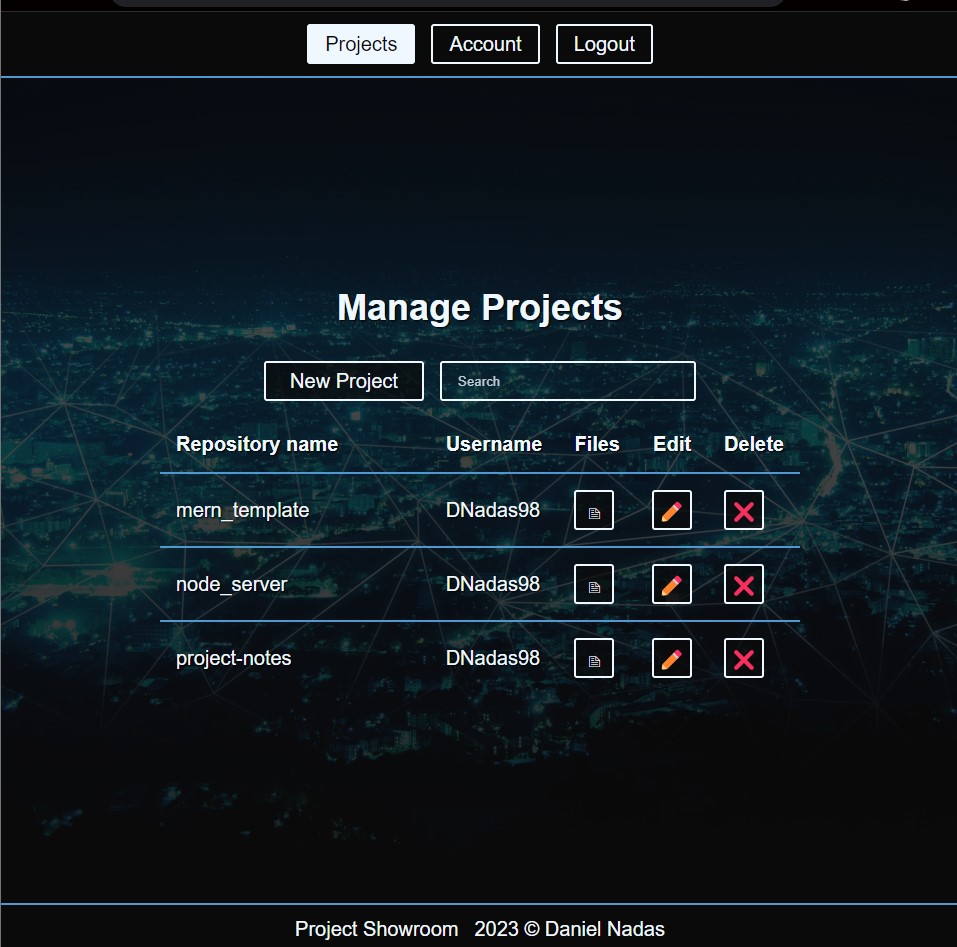 Projects Account Logout
Manage Projects
New Project Search
Repository name Username Files Edit Delete
mern_template DNadas98
node_server DNadas98
project-notes DNadas98
Project Showroom 2023 © Daniel Nadas